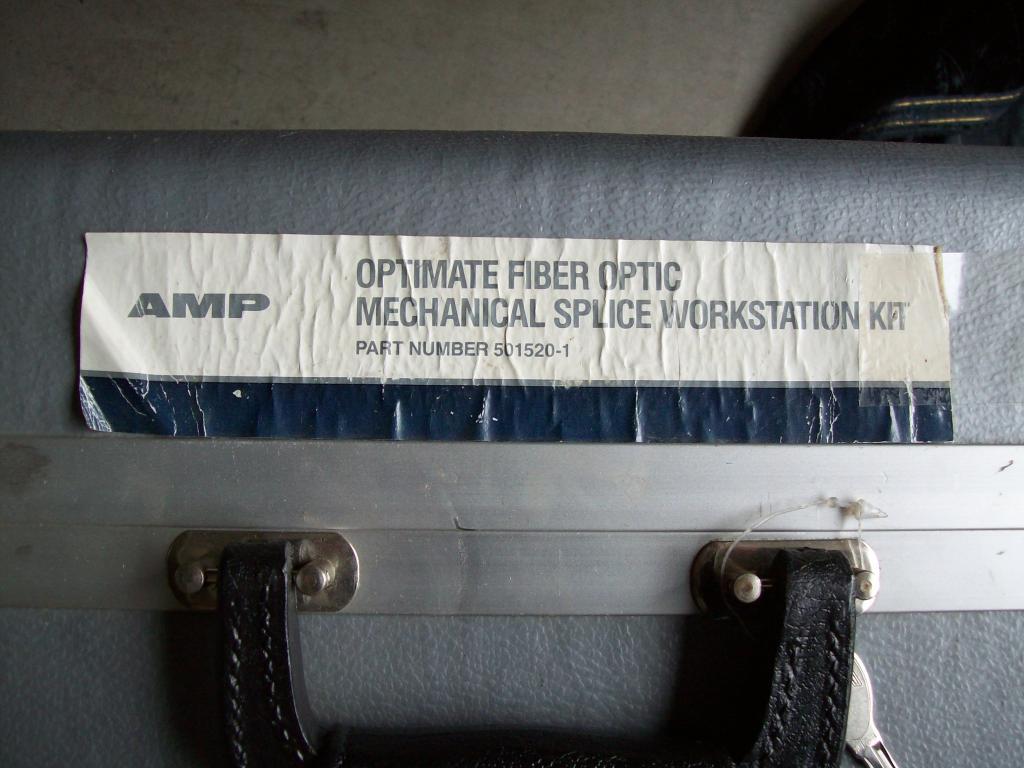 AMP
OPTIMATE FIBER OPTIC
MECHANICAL SPLICE WORKSTATION KIT
PART NUMBER 501520-1